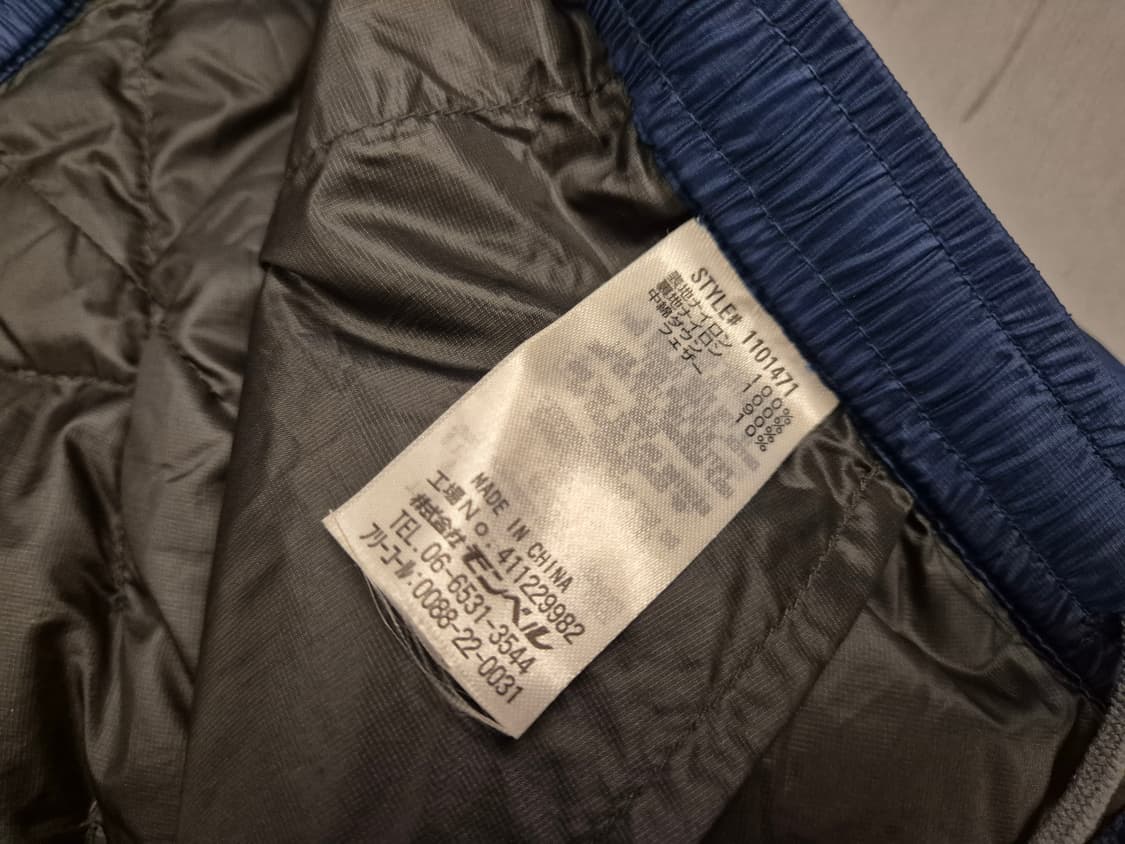 STYLE# 1101471
表地ナイロン 100%
裏地ナイロン 100%
中綿ダウン 90%
フェザー 10%
MADE IN CHINA
工場No 411229982
株式会社モンベル
TEL.06-6531-3544
フリーコール:0088-22-0031